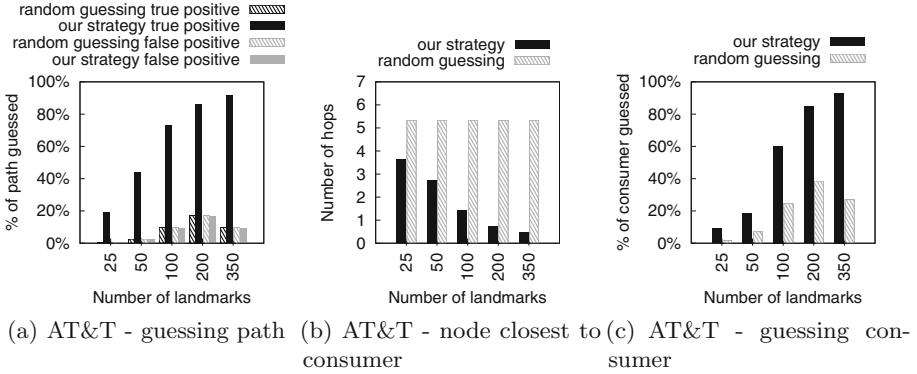 random guessing true positive
our strategy true positive
random guessing false positive
our strategy false positive
100%
80%
60%
40%
20%
0%
% of path guessed
25
50
100
200
350
Number of landmarks
(a) AT&T - guessing path
our strategy
random guessing
7
6
5
4
3
2
1
0
Number of hops
25
50
100
200
350
Number of landmarks
(b) AT&T - node closest to
consumer
our strategy
random guessing
100%
80%
60%
40%
20%
0%
% of consumer guessed
25
50
100
200
350
Number of landmarks
(c) AT&T - guessing con-
sumer